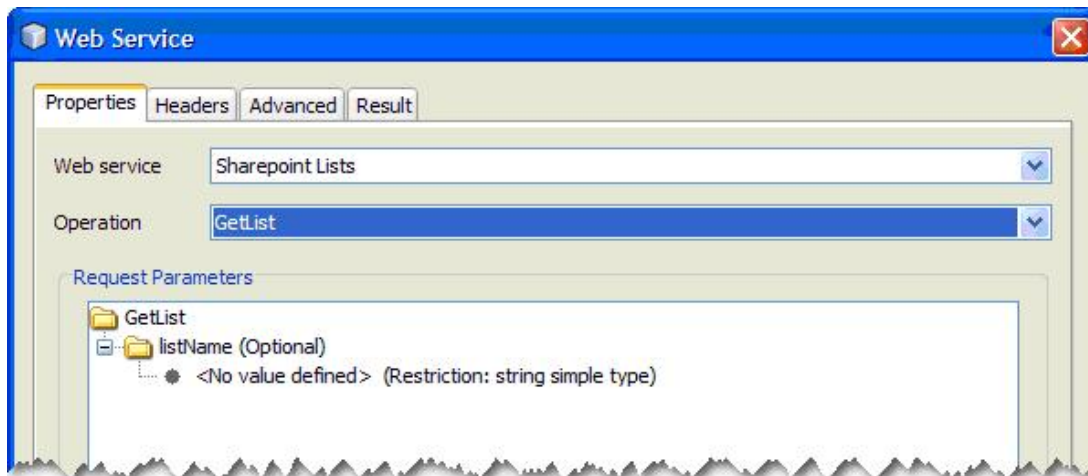 Web Service
Properties Headers Advanced Result
Web service Sharepoint Lists
Operation GetList
Request Parameters
GetList
listName (Optional)
<No value defined> (Restriction: string simple type)